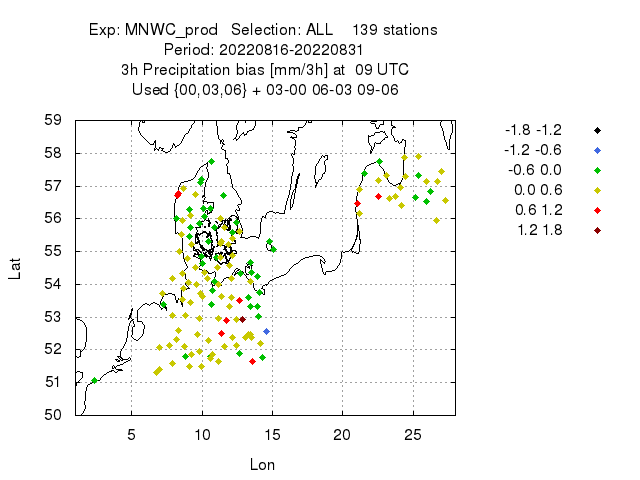 Exp: MNWC_prod Selection: ALL 139 stations
Period: 20220816-20220831
3h Precipitation bias [mm/3h] at 09 UTC
Used {00,03,06} + 03-00 06-03 09-06
59
58
57
56
55
54
53
52
51
50
Lat
5 10 15 20 25
Lon
-1.8 -1.2
-1.2 -0.6
-0.6 0.0
0.0 0.6
0.6 1.2
1.2 1.8